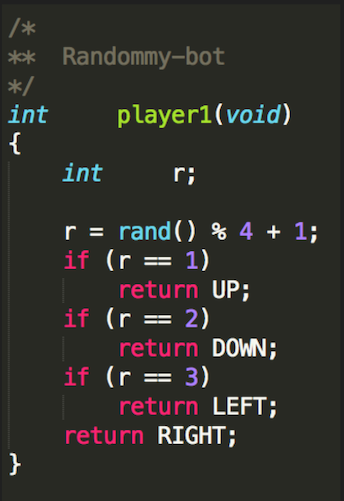 /*
**  Randommy-bot
*/
int     player1(void)
{
    int     r;

    r = rand() % 4 + 1;
    if (r == 1)
        return UP;
    if (r == 2)
        return DOWN;
    if (r == 3)
        return LEFT;
    return RIGHT;
}